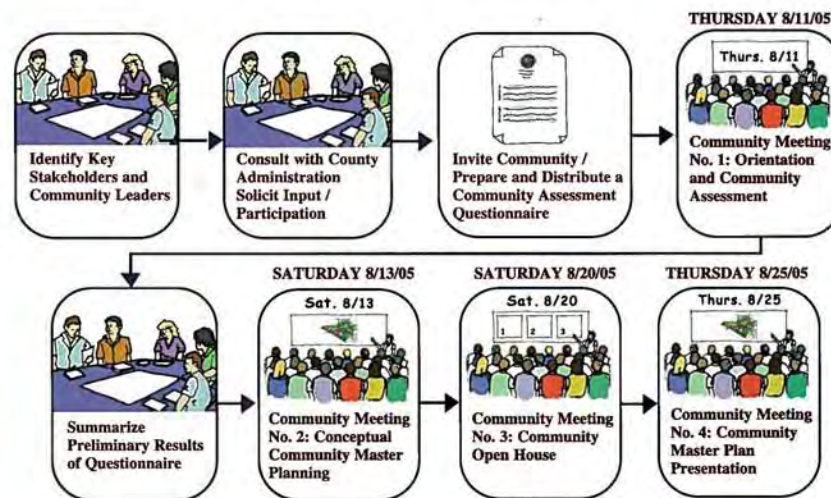 THURSDAY 8/11/05
Thurs. 8/11
Identify Key
Stakeholders and
Community Leaders
Consult with County
Administration
Solicit Input /
Participation
Invite Community /
Prepare and Distribute a
Community Assessment
Questionnaire
Community Meeting
No. 1: Orientation
and Community
Assessment
SATURDAY 8/13/05
SATURDAY 8/20/05
THURSDAY 8/25/05
Sat. 8/13
Sat. 8/20
Thurs. 8/25
1 2 3
Summarize
Preliminary Results
of Questionnaire
Community Meeting
No. 2: Conceptual
Community Master
Planning
Community Meeting
No. 3: Community
Open House
Community Meeting
No. 4: Community
Master Plan
Presentation